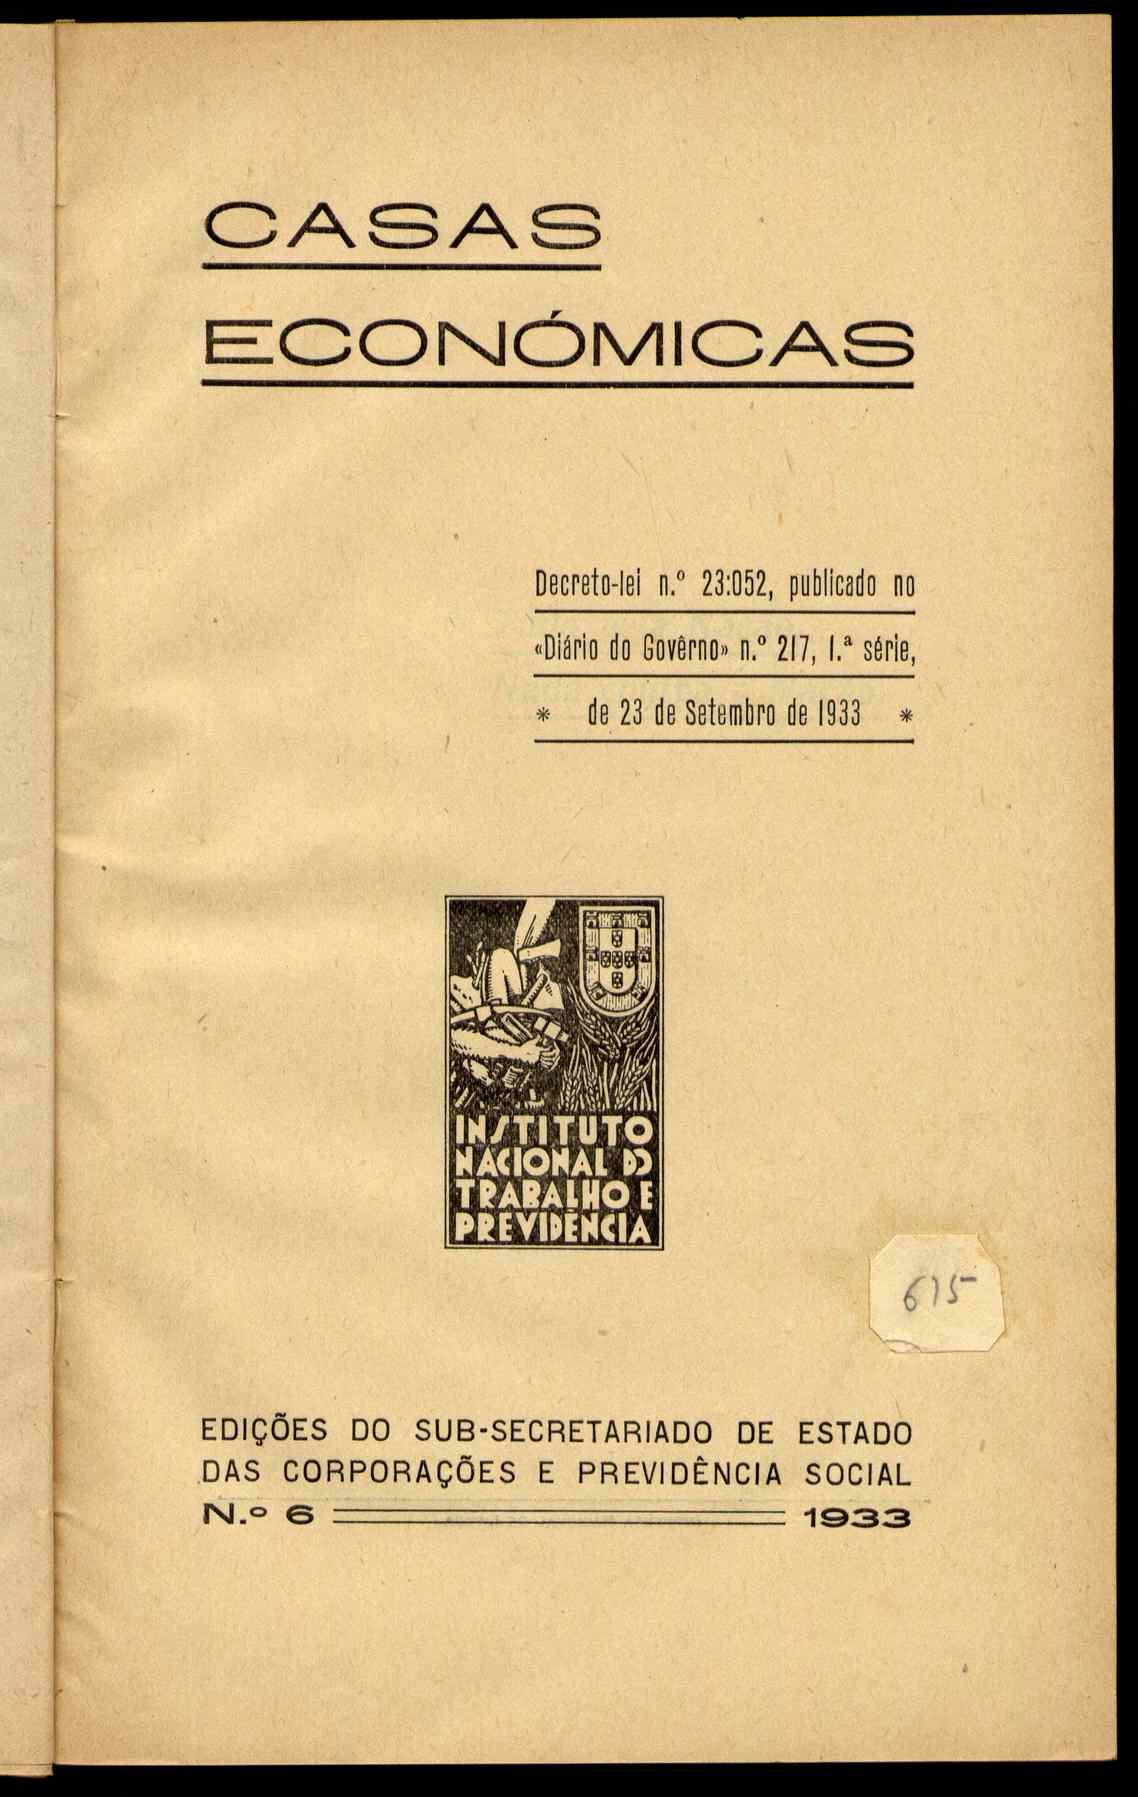 CASAS
ECONÓMICAS
Decreto-lei n.º 23:052, publicado no
«Diário do Govêrno» n.º 217, 1.ª série,
* de 23 de Setembro de 1933 *
INSTITUTO
NACIONAL DO
TRABALHO E
PREVIDÊNCIA
615
EDIÇÕES DO SUB-SECRETARIADO DE ESTADO
DAS CORPORAÇÕES E PREVIDÊNCIA SOCIAL
N.º 6 1933